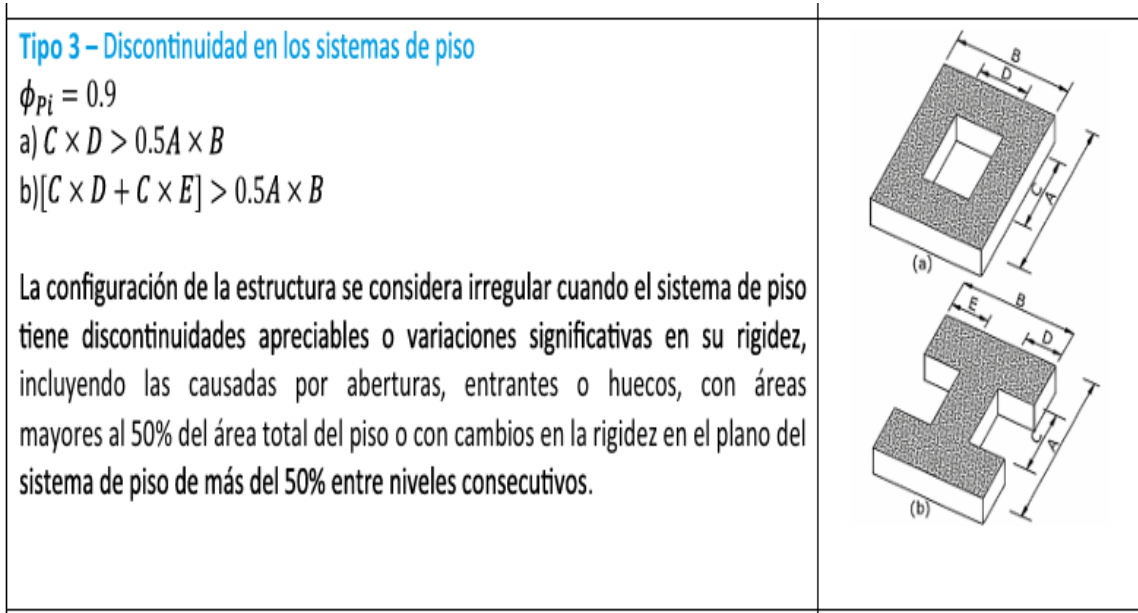 Tipo 3 – Discontinuidad en los sistemas de piso
ϕPi = 0.9
a) C × D > 0.5A × B
b)[C × D + C × E] > 0.5A × B
La configuración de la estructura se considera irregular cuando el sistema de piso
tiene discontinuidades apreciables o variaciones significativas en su rigidez,
incluyendo las causadas por aberturas, entrantes o huecos, con áreas
mayores al 50% del área total del piso o con cambios en la rigidez en el plano del
sistema de piso de más del 50% entre niveles consecutivos.
B
D
C
A
(a)
B
E
D
C
A
(b)